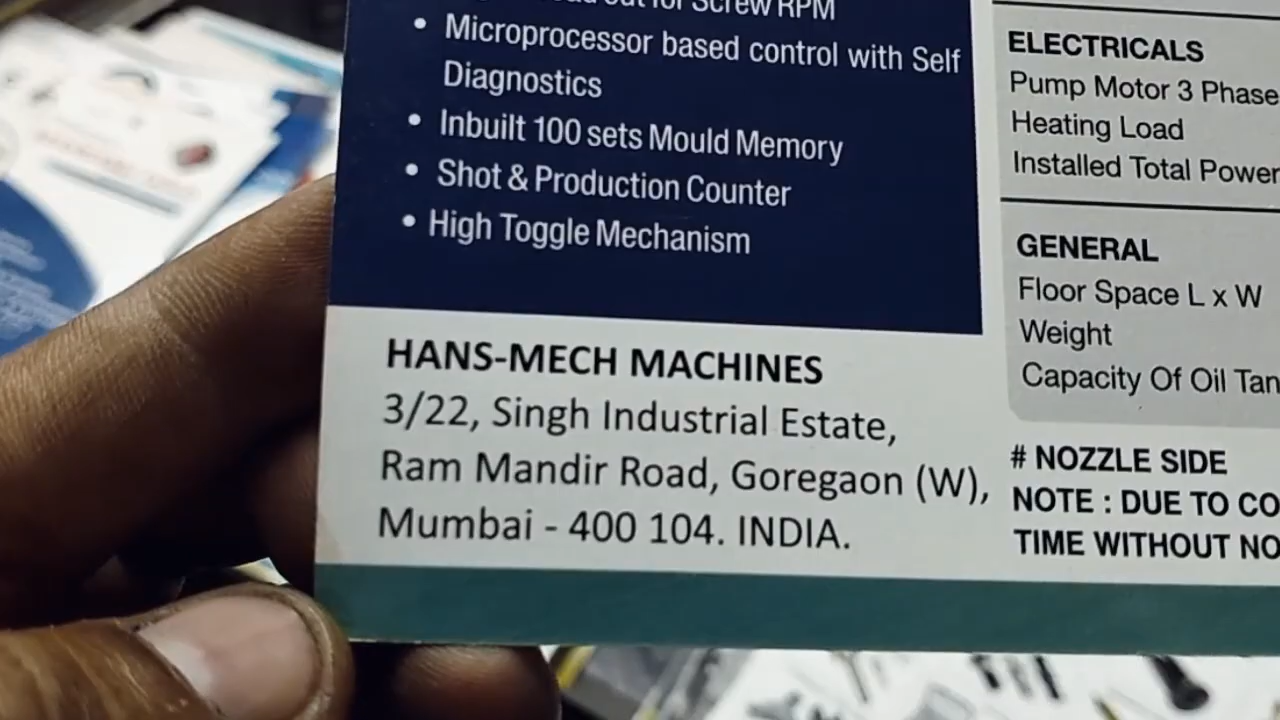 for Screw RPM
• Microprocessor based control with Self
Diagnostics
• Inbuilt 100 sets Mould Memory
• Shot & Production Counter
• High Toggle Mechanism
HANS-MECH MACHINES
3/22, Singh Industrial Estate,
Ram Mandir Road, Goregaon (W),
Mumbai - 400 104. INDIA.
ELECTRICALS
Pump Motor 3 Phase
Heating Load
Installed Total Power
GENERAL
Floor Space L x W
Weight
Capacity Of Oil Tan
# NOZZLE SIDE
NOTE : DUE TO CO
TIME WITHOUT NO